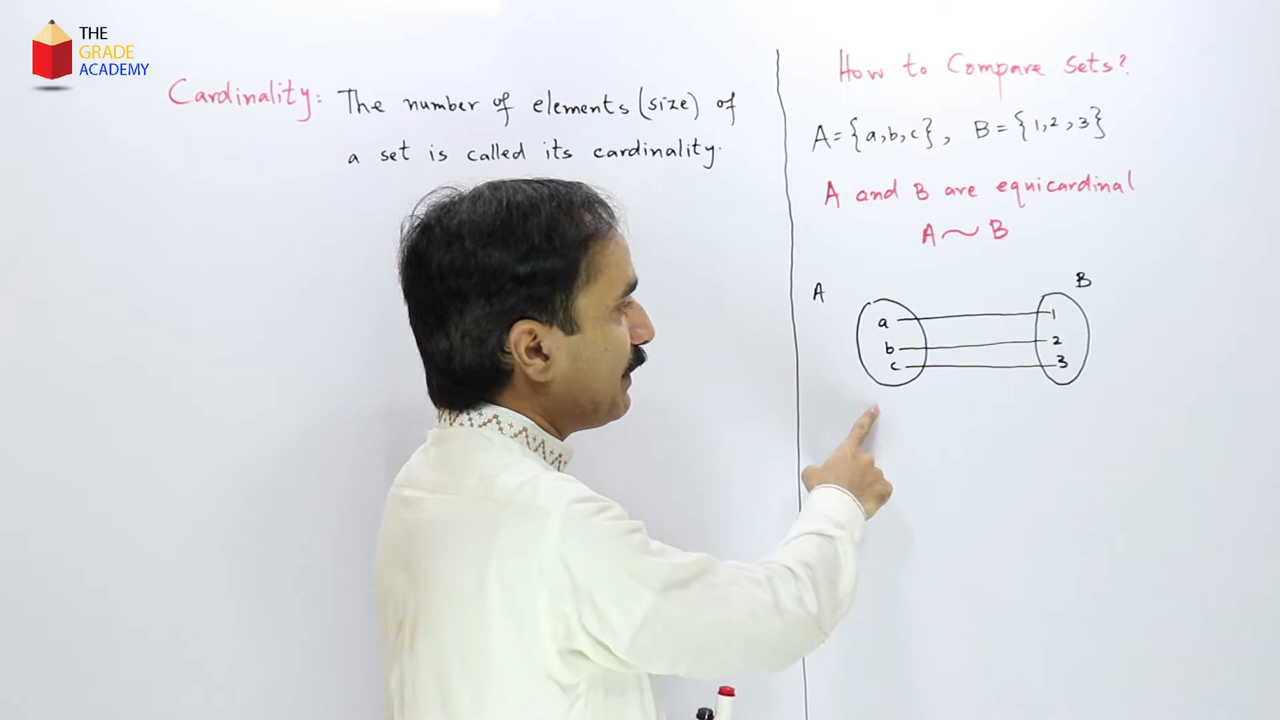 THE
GRADE
ACADEMY
Cardinality: The number of elements (size) of
a set is called its cardinality.
How to Compare Sets?
A={a,b,c}, B={1,2,3}
A and B are equicardinal
A ~ B
A B
a 1
b 2
c 3